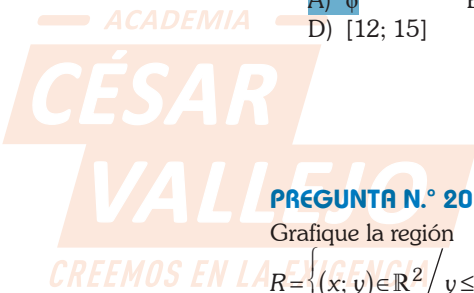 ACADEMIA
CÉSAR
VALLEJO
CREEMOS EN LA EXIGENCIA
A) ϕ
D) [12; 15]
PREGUNTA N.° 20
Grafique la región
R={(x; y)∈ℝ²/ y≤